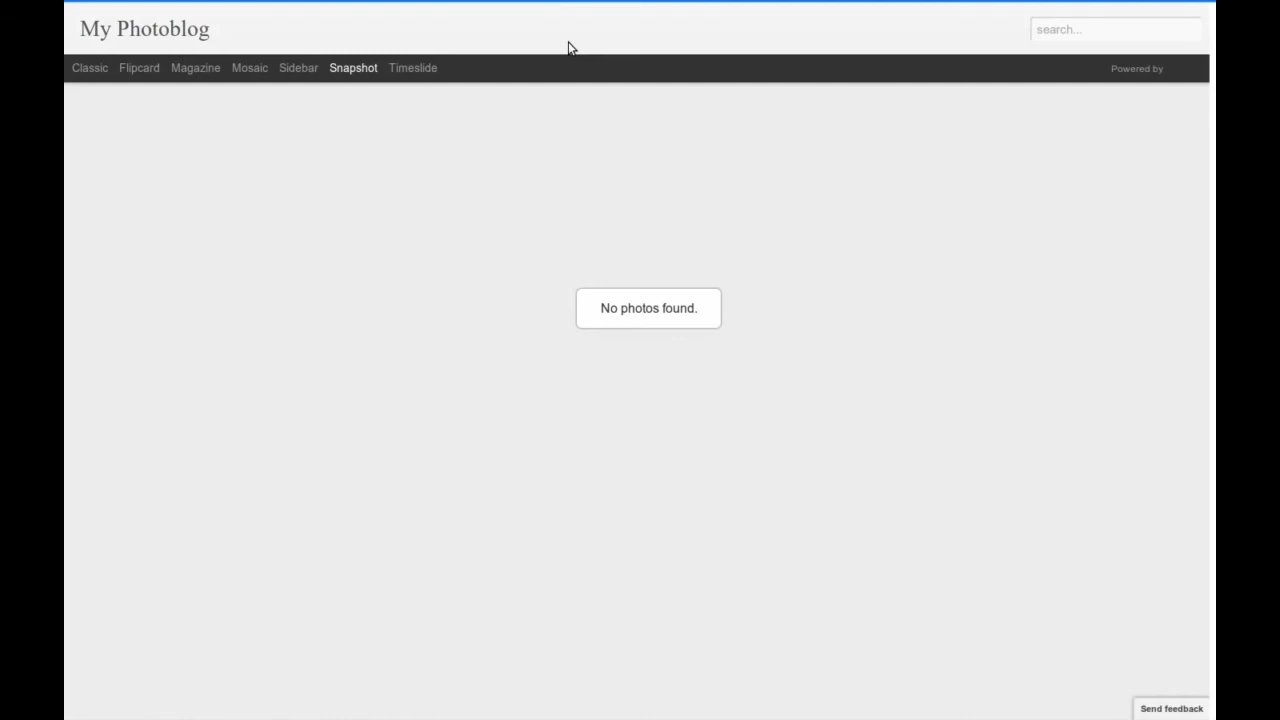 My Photoblog
search...
Classic Flipcard Magazine Mosaic Sidebar Snapshot Timeslide
Powered by
No photos found.
Send feedback